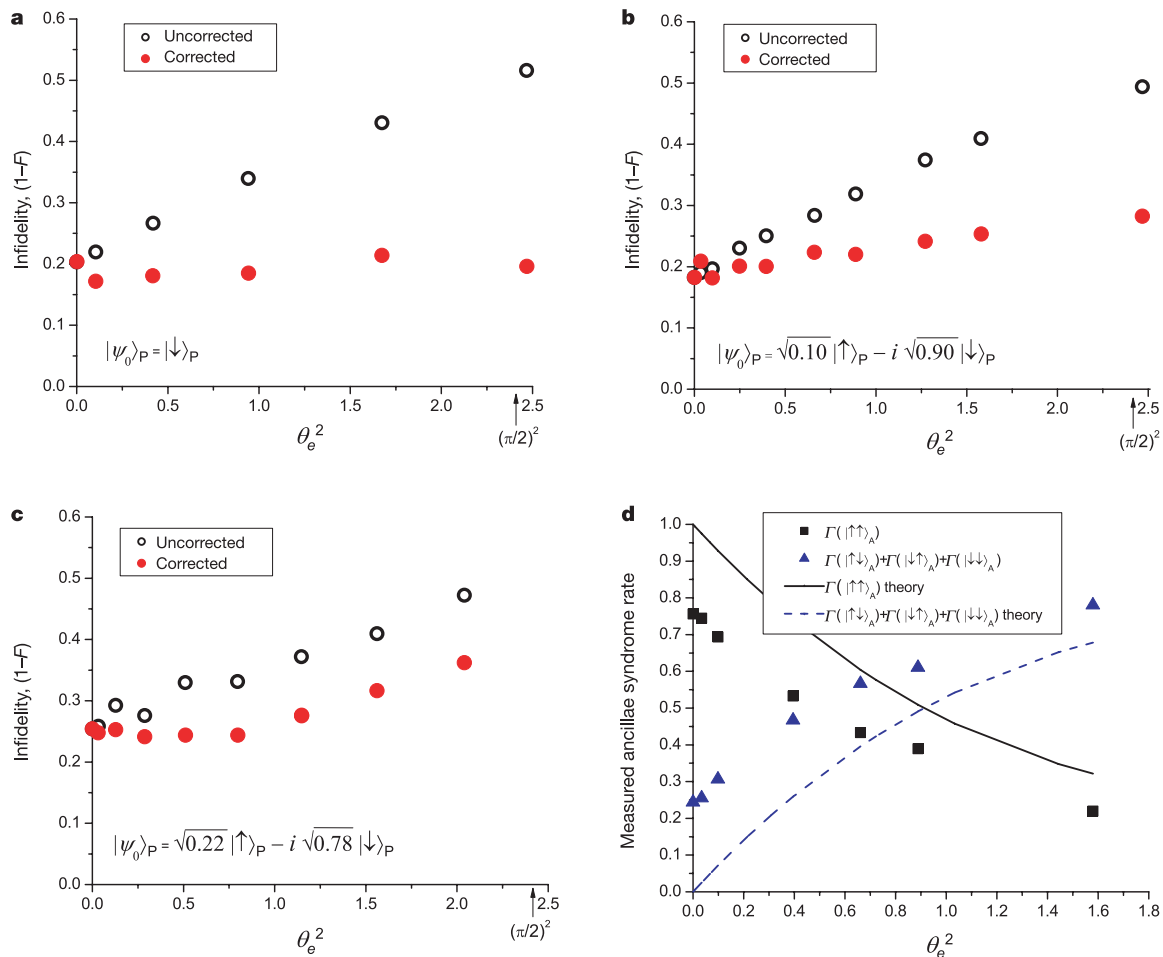 a
0.6
0.5
0.4
0.3
0.2
0.1
0.0
Infidelity, (1–F)
Uncorrected
Corrected
|ψ₀⟩P = |↓⟩P
0.0 0.5 1.0 1.5 2.0 2.5
θe²
(π/2)²
b
0.6
0.5
0.4
0.3
0.2
0.1
0.0
Infidelity, (1–F)
Uncorrected
Corrected
|ψ₀⟩P = √0.10 |↑⟩P – i √0.90 |↓⟩P
0.0 0.5 1.0 1.5 2.0 2.5
θe²
(π/2)²
c
0.6
0.5
0.4
0.3
0.2
0.1
0.0
Infidelity, (1–F)
Uncorrected
Corrected
|ψ₀⟩P = √0.22 |↑⟩P – i √0.78 |↓⟩P
0.0 0.5 1.0 1.5 2.0 2.5
θe²
(π/2)²
d
1.0
0.9
0.8
0.7
0.6
0.5
0.4
0.3
0.2
0.1
0.0
Measured ancillae syndrome rate
Γ(|↑↑⟩A)
Γ(|↑↓⟩A)+Γ(|↓↑⟩A)+Γ(|↓↓⟩A)
Γ(|↑↑⟩A) theory
Γ(|↑↓⟩A)+Γ(|↓↑⟩A)+Γ(|↓↓⟩A) theory
0.0 0.2 0.4 0.6 0.8 1.0 1.2 1.4 1.6 1.8
θe²